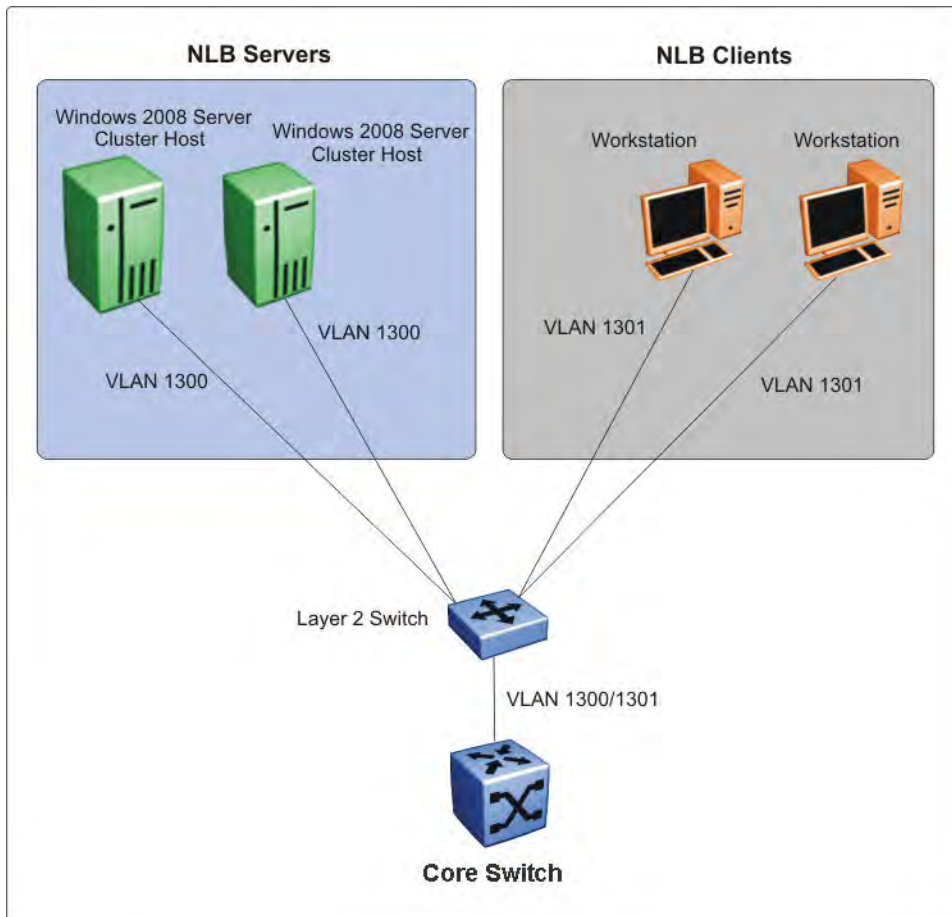 NLB Servers
NLB Clients
Windows 2008 Server
Cluster Host
Windows 2008 Server
Cluster Host
Workstation
Workstation
VLAN 1300
VLAN 1300
VLAN 1301
VLAN 1301
Layer 2 Switch
VLAN 1300/1301
Core Switch